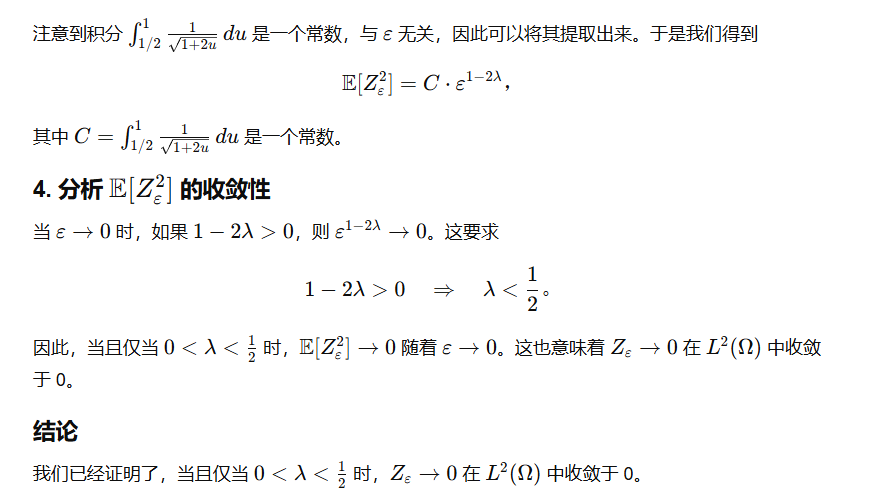 注意到积分 $\int_{1/2}^{1} \frac{1}{\sqrt{1+2u}} \, du$ 是一个常数，与 $\varepsilon$ 无关，因此可以将其提取出来。于是我们得到
$\mathbb{E}[Z_\varepsilon^2] = C \cdot \varepsilon^{1-2\lambda}$，
其中 $C = \int_{1/2}^{1} \frac{1}{\sqrt{1+2u}} \, du$ 是一个常数。
4. 分析 $\mathbb{E}[Z_\varepsilon^2]$ 的收敛性
当 $\varepsilon \to 0$ 时，如果 $1 - 2\lambda > 0$，则 $\varepsilon^{1-2\lambda} \to 0$。这要求
$1 - 2\lambda > 0 \quad \Rightarrow \quad \lambda < \frac{1}{2}$。
因此，当且仅当 $0 < \lambda < \frac{1}{2}$ 时，$\mathbb{E}[Z_\varepsilon^2] \to 0$ 随着 $\varepsilon \to 0$。这也意味着 $Z_\varepsilon \to 0$ 在 $L^2(\Omega)$ 中收敛
于 0。
结论
我们已经证明了，当且仅当 $0 < \lambda < \frac{1}{2}$ 时，$Z_\varepsilon \to 0$ 在 $L^2(\Omega)$ 中收敛于 0。